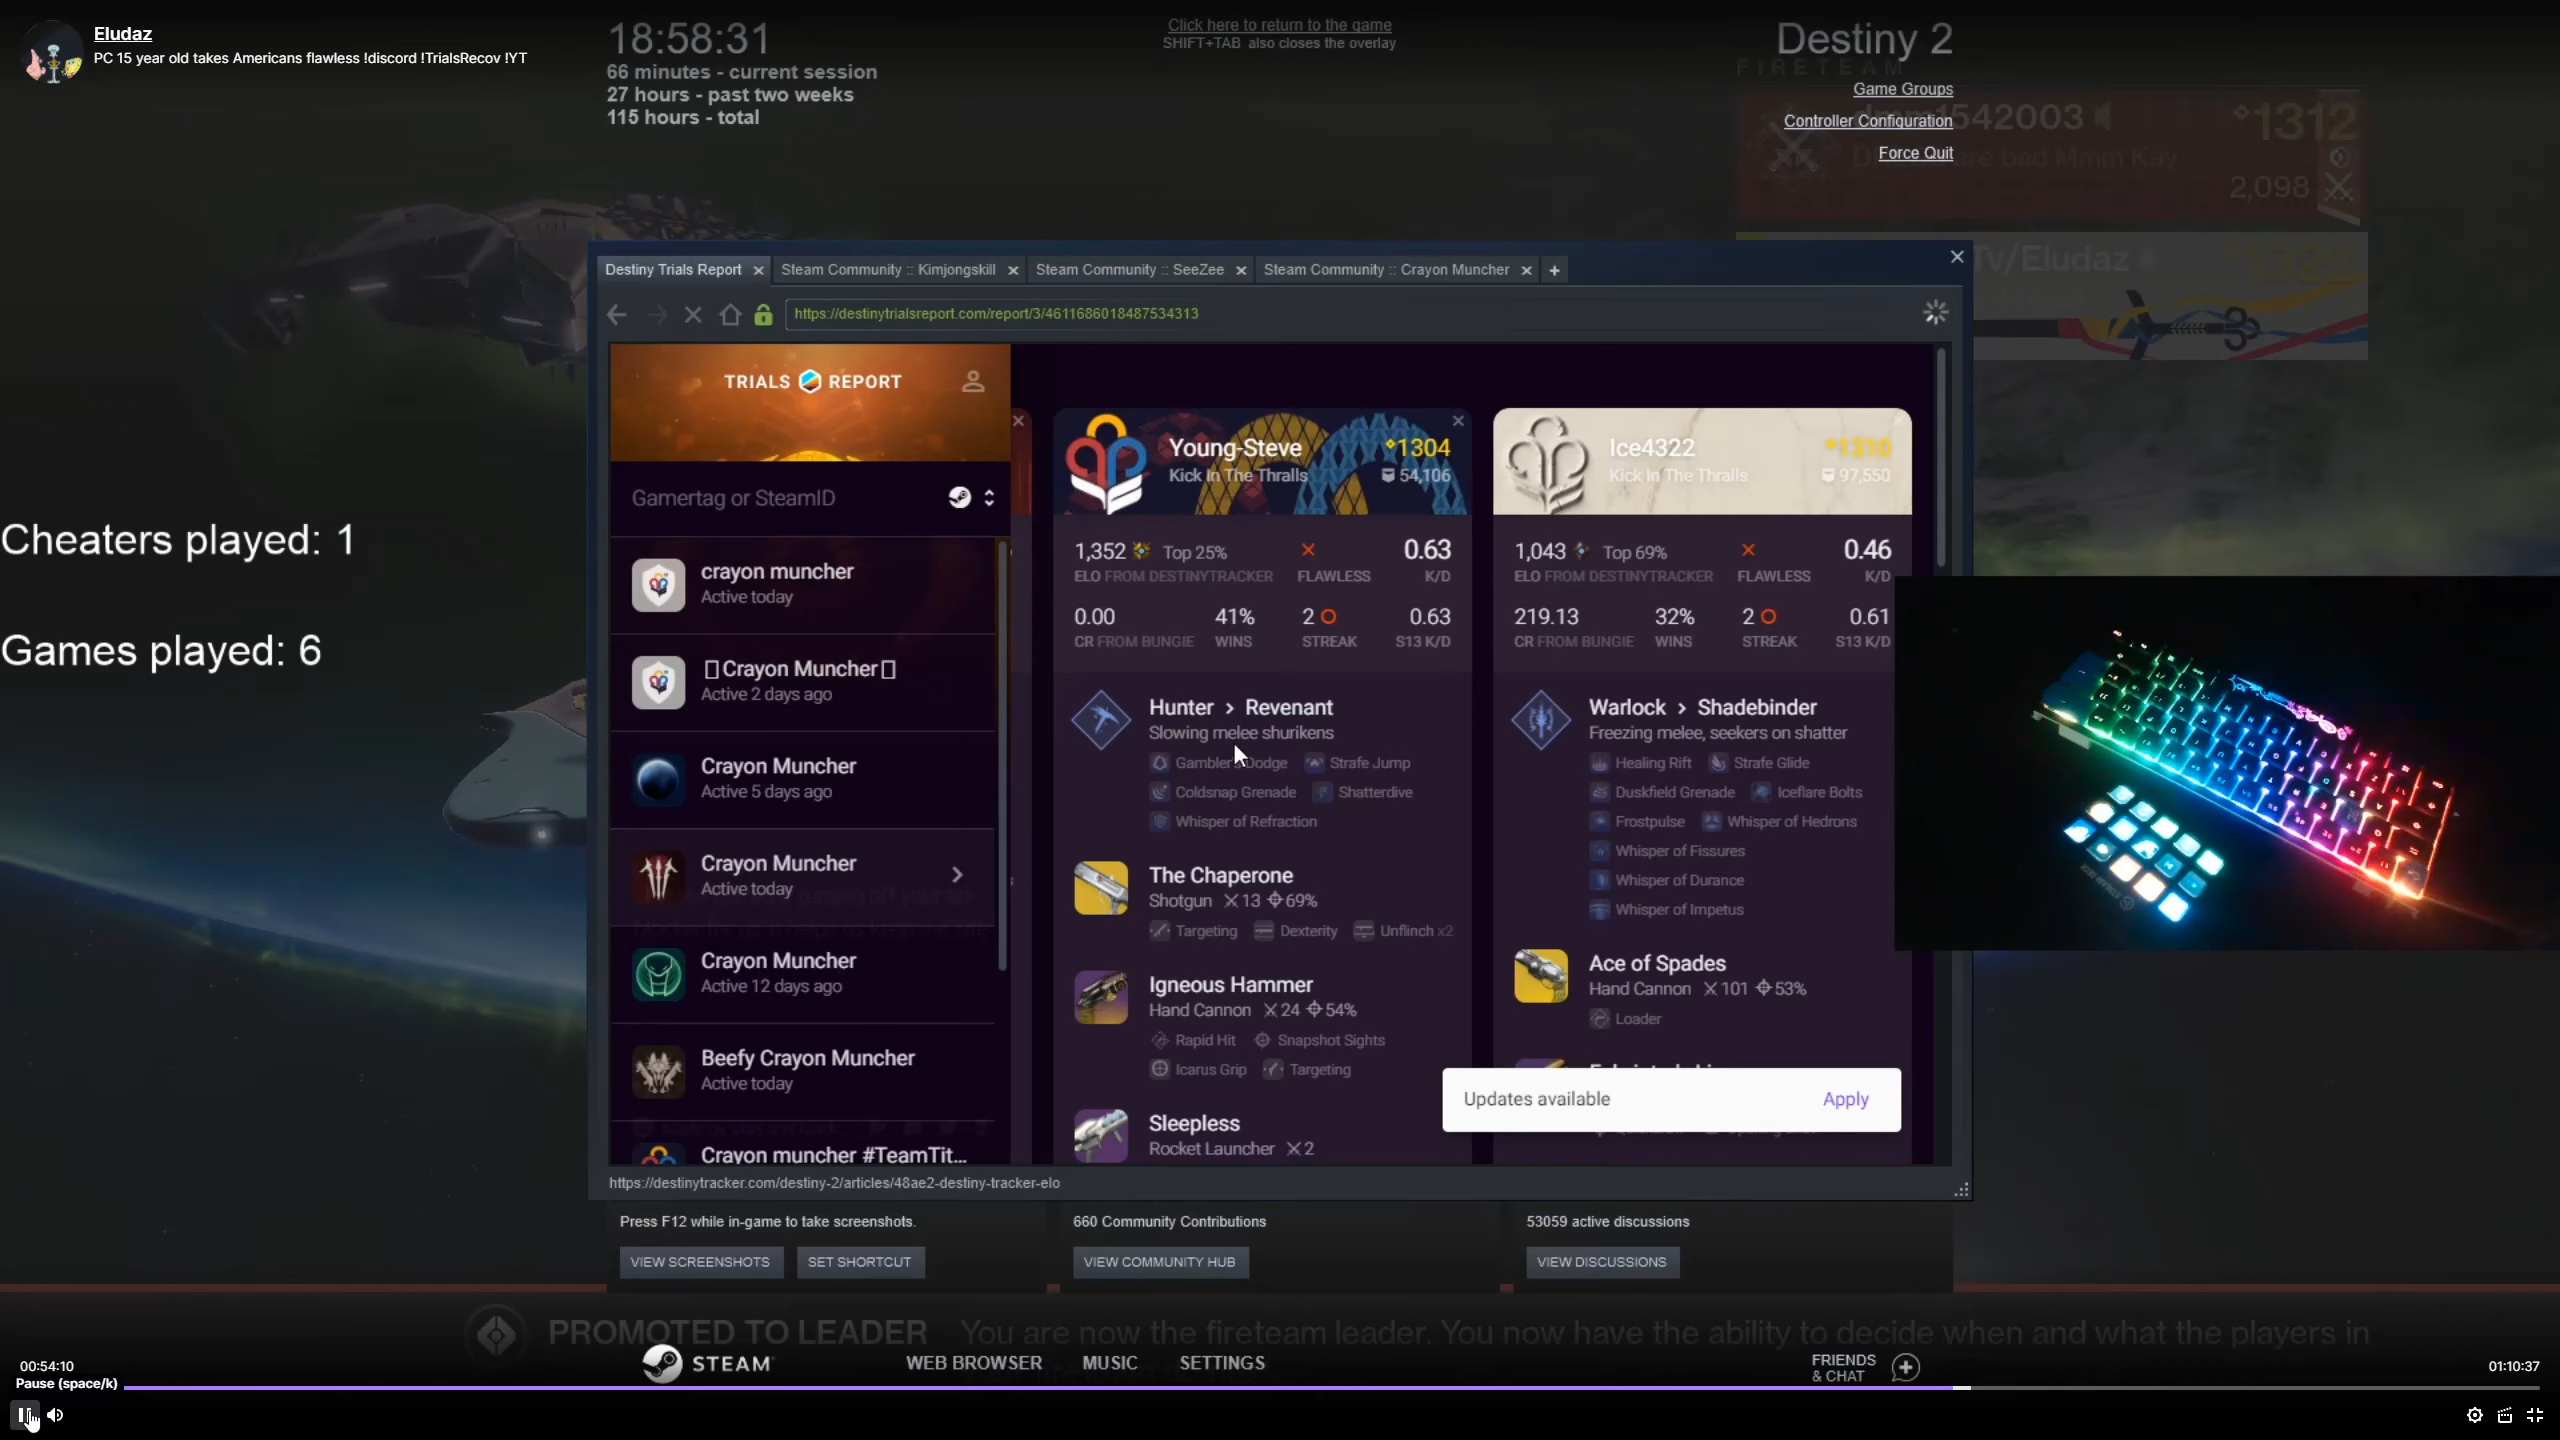 Eludaz
PC 15 year old takes Americans flawless !discord !TrialsRecov !YT
18:58:31
66 minutes - current session
27 hours - past two weeks
115 hours - total
Click here to return to the game
SHIFT+TAB also closes the overlay
Destiny 2
FIRETEAM
Game Groups
Controller Configuration
Force Quit
1542003
1312
are bad Mmm Kay
2,098
Tv/Eludaz
Destiny Trials Report
Steam Community :: Kimjongskill
Steam Community :: SeeZee
Steam Community :: Crayon Muncher
https://destinytrialsreport.com/report/3/4611686018487534313
TRIALS REPORT
Gamertag or SteamID
crayon muncher
Active today
Crayon Muncher
Active 2 days ago
Crayon Muncher
Active 5 days ago
Crayon Muncher
Active today
Crayon Muncher
Active 12 days ago
Beefy Crayon Muncher
Active today
Crayon muncher #TeamTit...
Young-Steve
1304
Kick In The Thralls
54,106
1,352 Top 25%
0.63
ELO FROM DESTINYTRACKER FLAWLESS K/D
0.00 41% 2 0.63
CR FROM BUNGIE WINS STREAK S13 K/D
Hunter > Revenant
Slowing melee shurikens
Gambler's Dodge Strafe Jump
Coldsnap Grenade Shatterdive
Whisper of Refraction
The Chaperone
Shotgun 13 69%
Targeting Dexterity Unflinch x2
Igneous Hammer
Hand Cannon 24 54%
Rapid Hit Snapshot Sights
Icarus Grip Targeting
Sleepless
Rocket Launcher 2
Ice4322
1310
Kick In The Thralls
97,550
1,043 Top 69%
0.46
ELO FROM DESTINYTRACKER FLAWLESS K/D
219.13 32% 2 0.61
CR FROM BUNGIE WINS STREAK S13 K/D
Warlock > Shadebinder
Freezing melee, seekers on shatter
Healing Rift Strafe Glide
Duskfield Grenade Iceflare Bolts
Frostpulse Whisper of Hedrons
Whisper of Fissures
Whisper of Durance
Whisper of Impetus
Ace of Spades
Hand Cannon 101 53%
Loader
Updates available
Apply
https://destinytracker.com/destiny-2/articles/48ae2-destiny-tracker-elo
Cheaters played: 1
Games played: 6
Press F12 while in-game to take screenshots.
VIEW SCREENSHOTS
SET SHORTCUT
660 Community Contributions
VIEW COMMUNITY HUB
53059 active discussions
VIEW DISCUSSIONS
PROMOTED TO LEADER
You are now the fireteam leader. You now have the ability to decide when and what the players in
STEAM
WEB BROWSER
MUSIC
SETTINGS
FRIENDS
& CHAT
00:54:10
01:10:37
Pause (space/k)